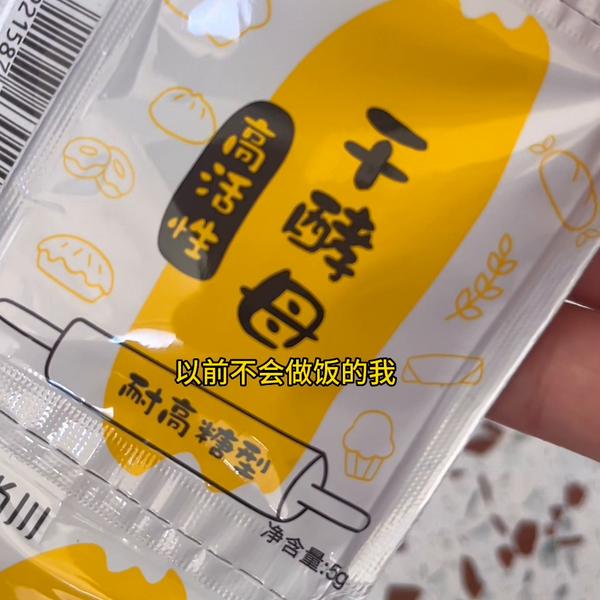 高活性
干酵母
以前不会做饭的我
耐高糖型
净含量:5g